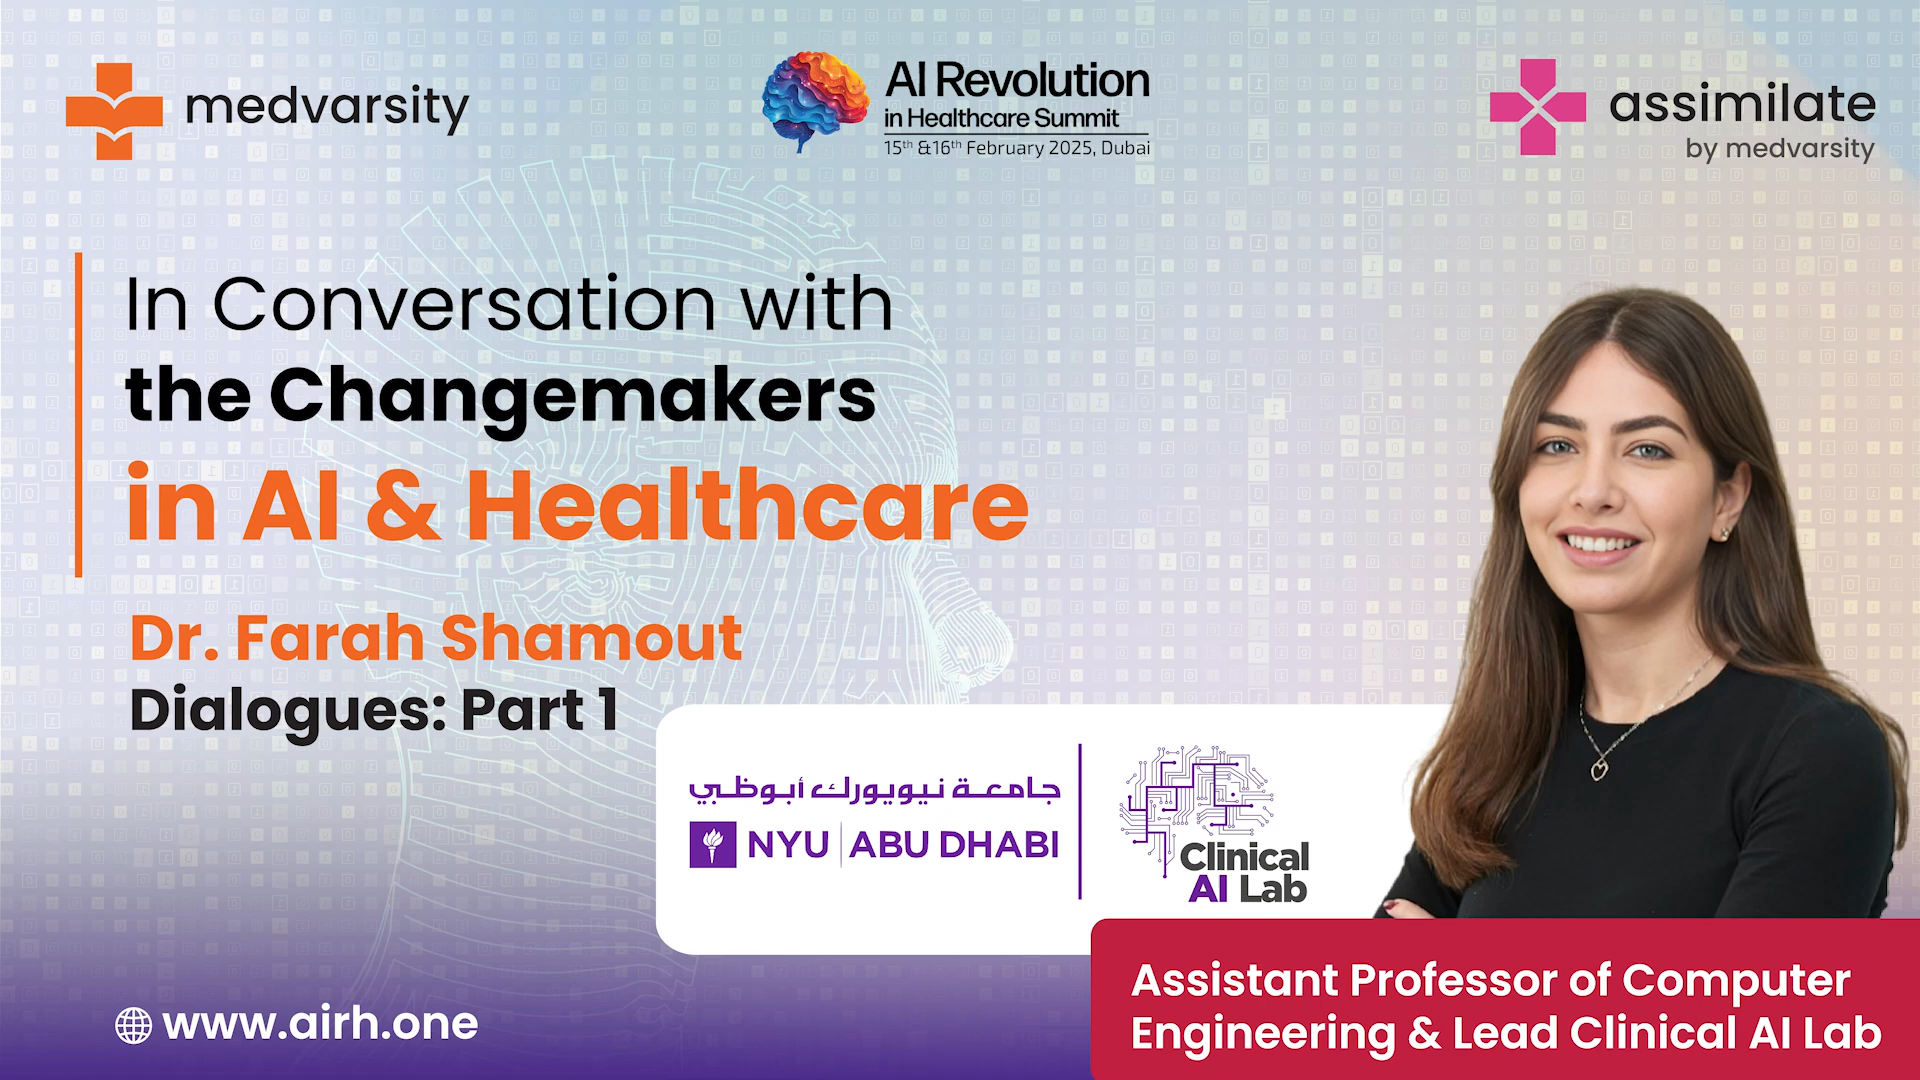 medvarsity
AI Revolution
in Healthcare Summit
15th & 16th February 2025, Dubai
assimilate
by medvarsity
In Conversation with
the Changemakers
in AI & Healthcare
Dr. Farah Shamout
Dialogues: Part 1
جامعة نيويورك أبوظبي
NYU | ABU DHABI
Clinical
AI Lab
Assistant Professor of Computer
Engineering & Lead Clinical AI Lab
www.airh.one